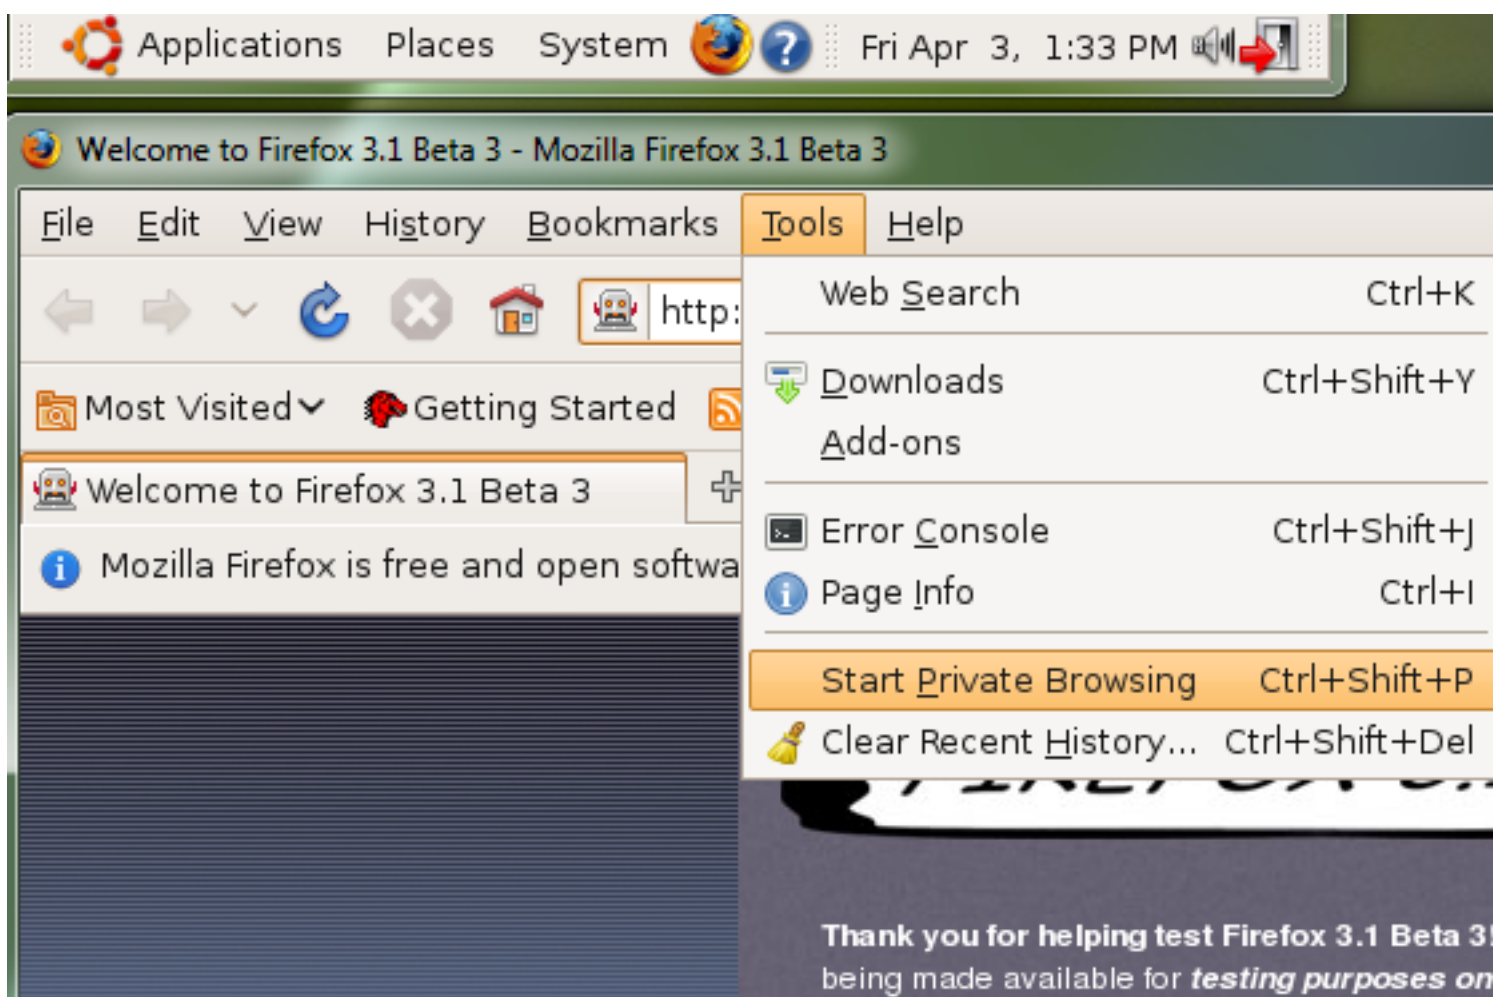 Applications Places System Fri Apr 3, 1:33 PM
Welcome to Firefox 3.1 Beta 3 - Mozilla Firefox 3.1 Beta 3
File Edit View History Bookmarks Tools Help
http:
Web Search Ctrl+K
Downloads Ctrl+Shift+Y
Add-ons
Error Console Ctrl+Shift+J
Page Info Ctrl+I
Start Private Browsing Ctrl+Shift+P
Clear Recent History... Ctrl+Shift+Del
Most Visited Getting Started
Welcome to Firefox 3.1 Beta 3
Mozilla Firefox is free and open softwa
Thank you for helping test Firefox 3.1 Beta 3!
being made available for testing purposes on